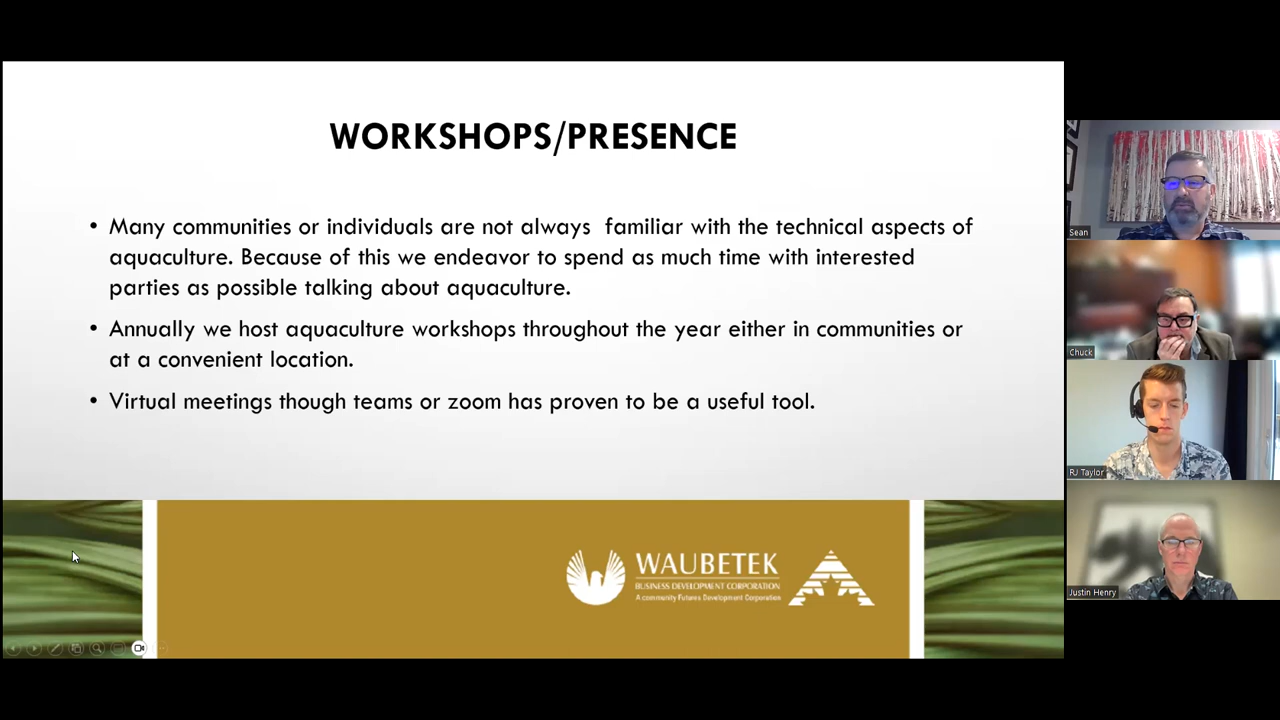 WORKSHOPS/PRESENCE
• Many communities or individuals are not always  familiar with the technical aspects of
aquaculture. Because of this we endeavor to spend as much time with interested
parties as possible talking about aquaculture.
• Annually we host aquaculture workshops throughout the year either in communities or
at a convenient location.
• Virtual meetings though teams or zoom has proven to be a useful tool.
WAUBETEK
BUSINESS DEVELOPMENT CORPORATION
A community Futures Development Corporation
Sean
Chuck
RJ Taylor
Justin Henry